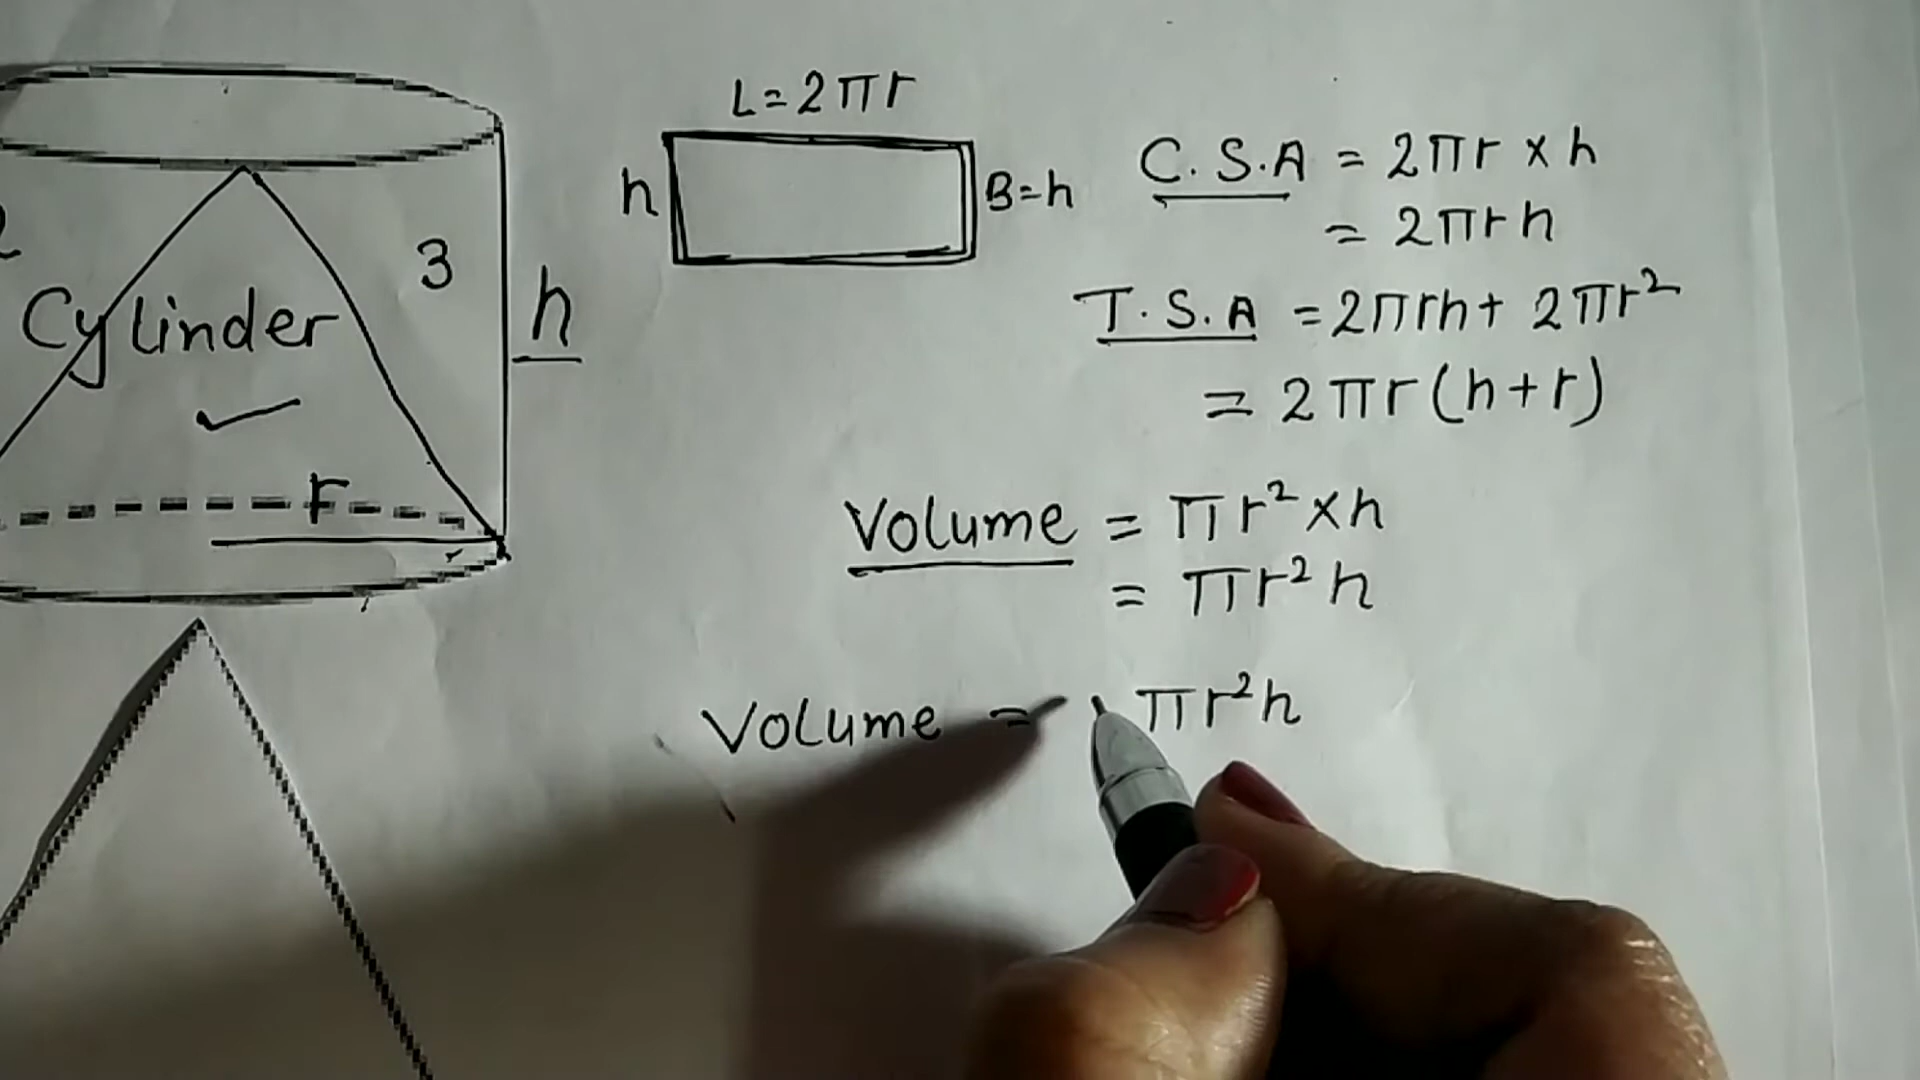 L = 2πr
h
B = h
C.S.A = 2πr × h
= 2πrh
3
Cylinder
h
T.S.A = 2πrh + 2πr²
= 2πr(h+r)
r
Volume = πr² × h
= πr²h
Volume = πr²h